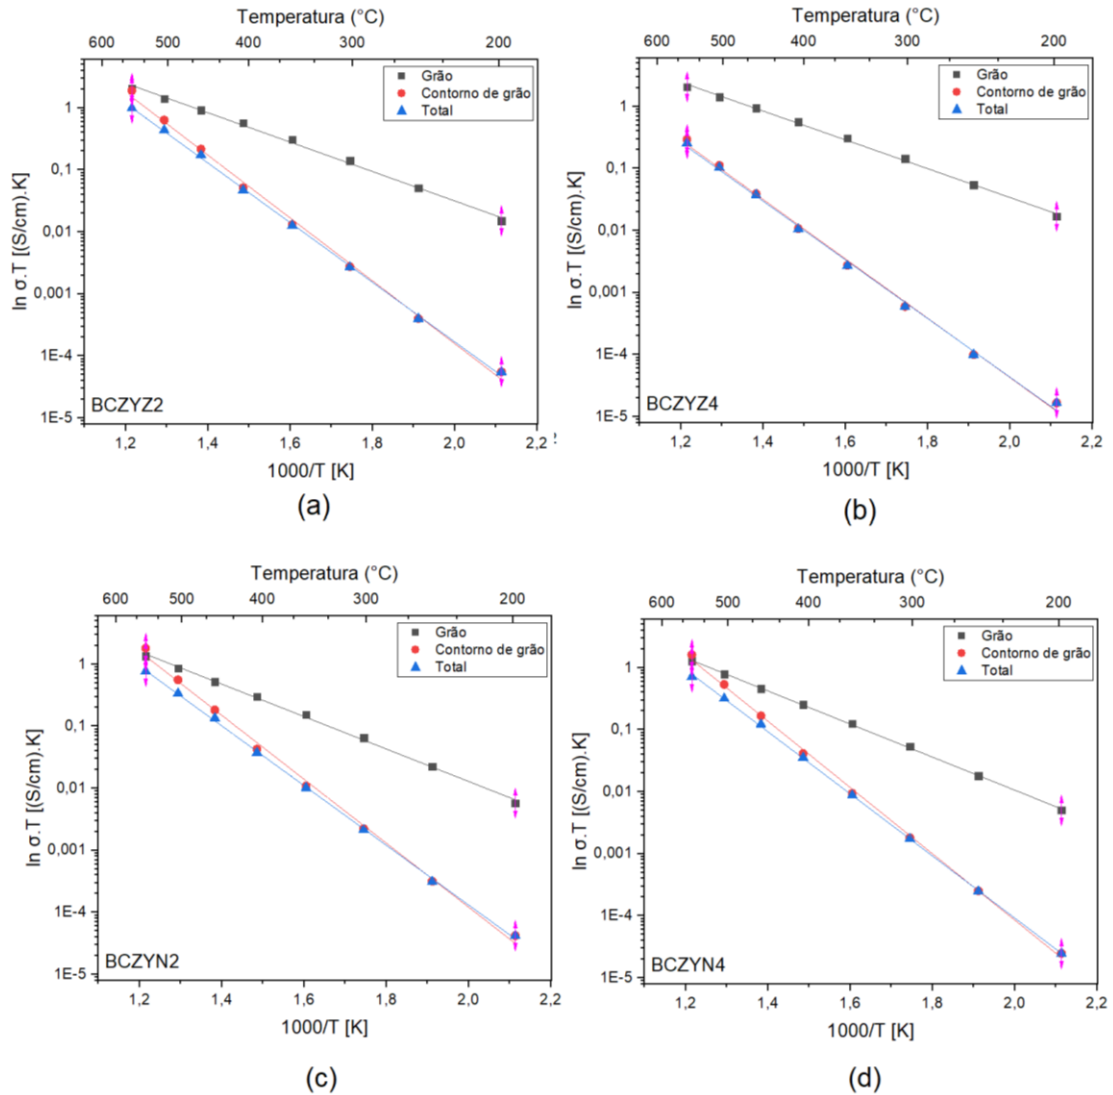 Temperatura (°C)
600 500 400 300 200
Grão
Contorno de grão
Total
ln σ.T [(S/cm).K]
1
0,1
0,01
0,001
1E-4
1E-5
BCZYZ2
1,2 1,4 1,6 1,8 2,0 2,2
1000/T [K]
(a)
Temperatura (°C)
600 500 400 300 200
Grão
Contorno de grão
Total
ln σ.T [(S/cm).K]
1
0,1
0,01
0,001
1E-4
1E-5
BCZYZ4
1,2 1,4 1,6 1,8 2,0 2,2
1000/T [K]
(b)
Temperatura (°C)
600 500 400 300 200
Grão
Contorno de grão
Total
ln σ.T [(S/cm).K]
1
0,1
0,01
0,001
1E-4
1E-5
BCZYN2
1,2 1,4 1,6 1,8 2,0 2,2
1000/T [K]
(c)
Temperatura (°C)
600 500 400 300 200
Grão
Contorno de grão
Total
ln σ.T [(S/cm).K]
1
0,1
0,01
0,001
1E-4
1E-5
BCZYN4
1,2 1,4 1,6 1,8 2,0 2,2
1000/T [K]
(d)